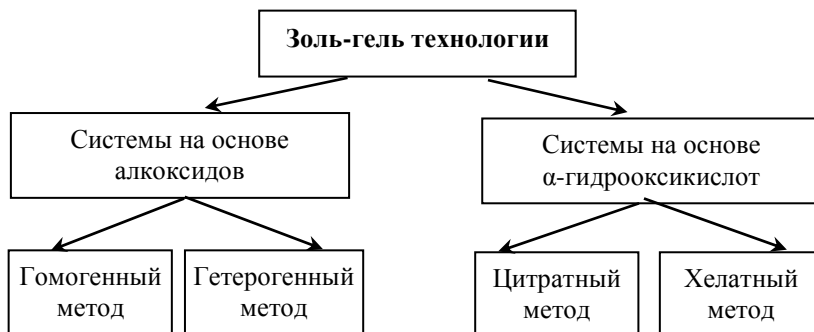 Золь-гель технологии
Системы на основе
алкоксидов
Системы на основе
α-гидрооксикислот
Гомогенный
метод
Гетерогенный
метод
Цитратный
метод
Хелатный
метод